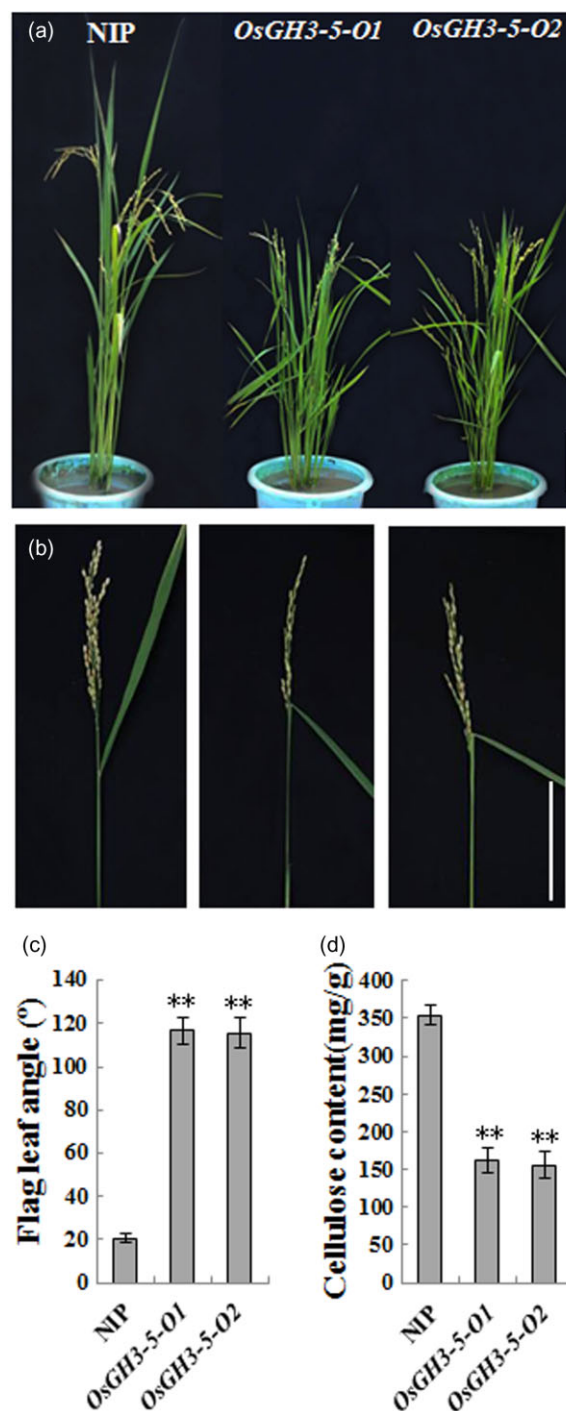 (a)
NIP
OsGH3-5-O1
OsGH3-5-O2
(b)
(c)
Flag leaf angle (°)
140
120
100
80
60
40
20
0
**
**
NIP
OsGH3-5-O1
OsGH3-5-O2
(d)
Cellulose content(mg/g)
400
350
300
250
200
150
100
50
0
**
**
NIP
OsGH3-5-O1
OsGH3-5-O2